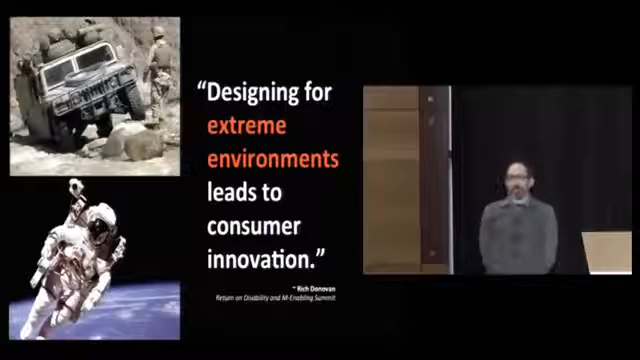 “Designing for
extreme
environments
leads to
consumer
innovation.”
~ Rich Donovan
Return on Disability and M-Enabling Summit